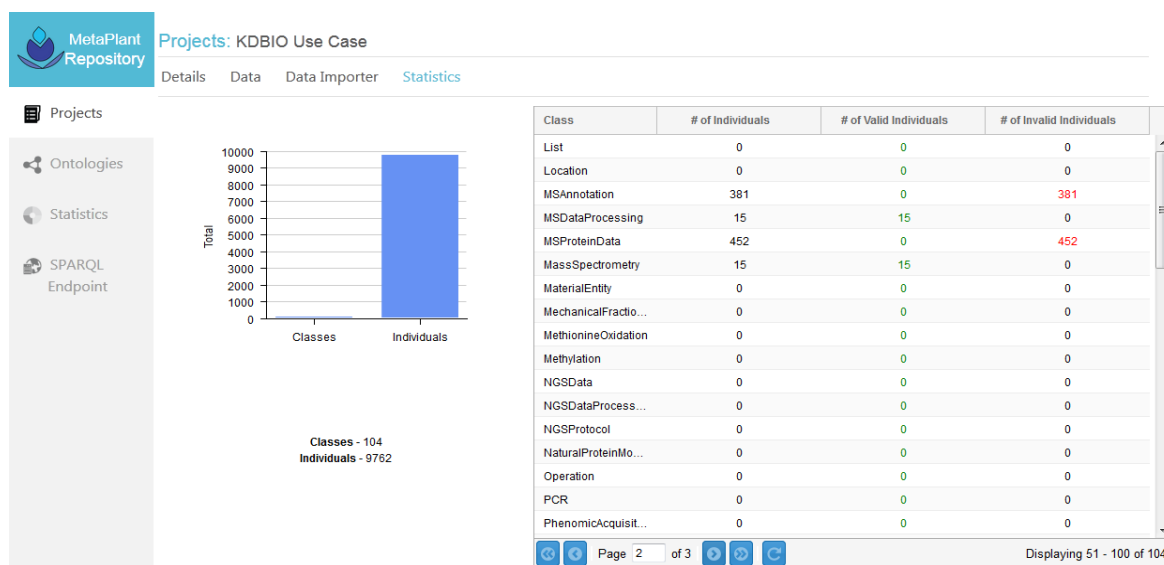 MetaPlant
Repository
Projects: KDBIO Use Case
Details Data Data Importer Statistics
Projects
Ontologies
Statistics
SPARQL
Endpoint
10000
9000
8000
7000
6000
5000
4000
3000
2000
1000
0
Total
Classes Individuals
Classes - 104
Individuals - 9762
Class # of Individuals # of Valid Individuals # of Invalid Individuals
List 0 0 0
Location 0 0 0
MSAnnotation 381 0 381
MSDataProcessing 15 15 0
MSProteinData 452 0 452
MassSpectrometry 15 15 0
MaterialEntity 0 0 0
MechanicalFractio... 0 0 0
MethionineOxidation 0 0 0
Methylation 0 0 0
NGSData 0 0 0
NGSDataProcess... 0 0 0
NGSProtocol 0 0 0
NaturalProteinMo... 0 0 0
Operation 0 0 0
PCR 0 0 0
PhenomicAcquisit... 0 0 0
Page 2 of 3 Displaying 51 - 100 of 104